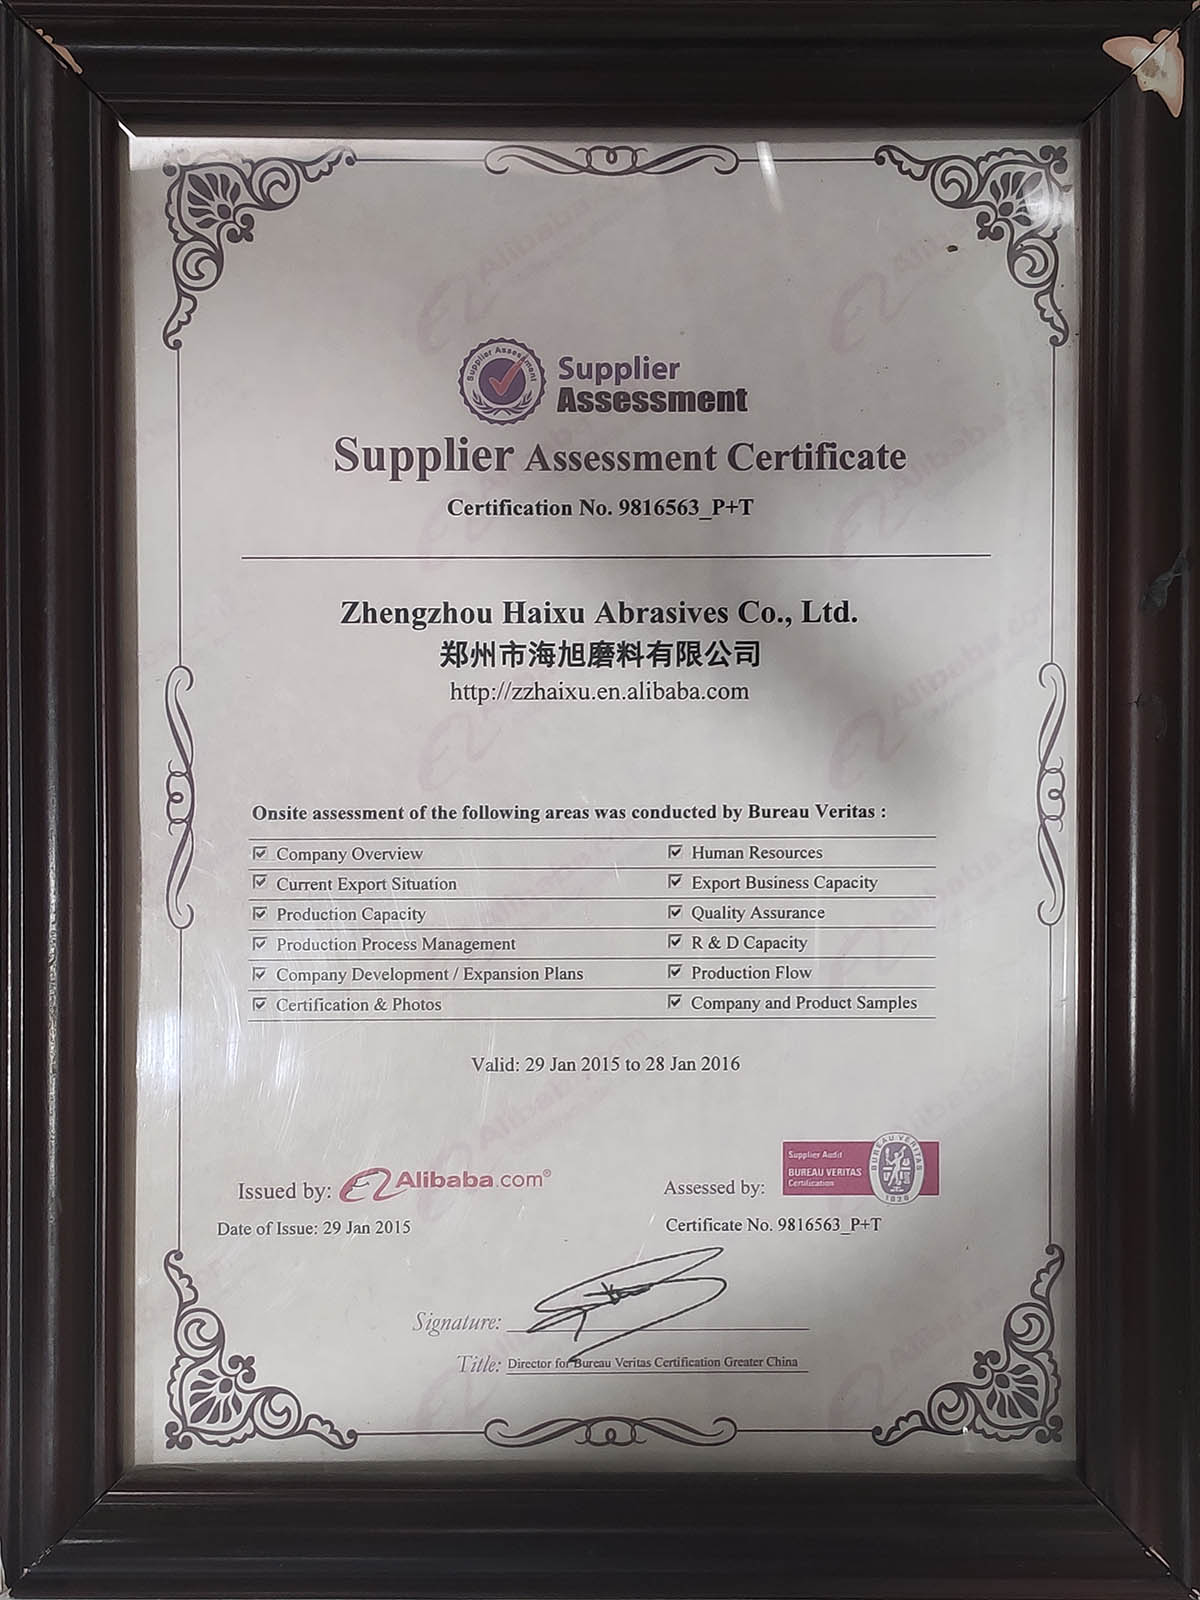 Supplier Assessment
Supplier
Assessment
Supplier Assessment Certificate
Certification No. 9816563_P+T
Zhengzhou Haixu Abrasives Co., Ltd.
郑州市海旭磨料有限公司
http://zzhaixu.en.alibaba.com
Onsite assessment of the following areas was conducted by Bureau Veritas :
Company Overview
Human Resources
Current Export Situation
Export Business Capacity
Production Capacity
Quality Assurance
Production Process Management
R & D Capacity
Company Development / Expansion Plans
Production Flow
Certification & Photos
Company and Product Samples
Valid: 29 Jan 2015 to 28 Jan 2016
Issued by: Alibaba.com®
Date of Issue: 29 Jan 2015
Assessed by:
Supplier Audit
BUREAU VERITAS
Certification
BUREAU VERITAS
1828
Certificate No. 9816563_P+T
Signature:
Title: Director for Bureau Veritas Certification Greater China